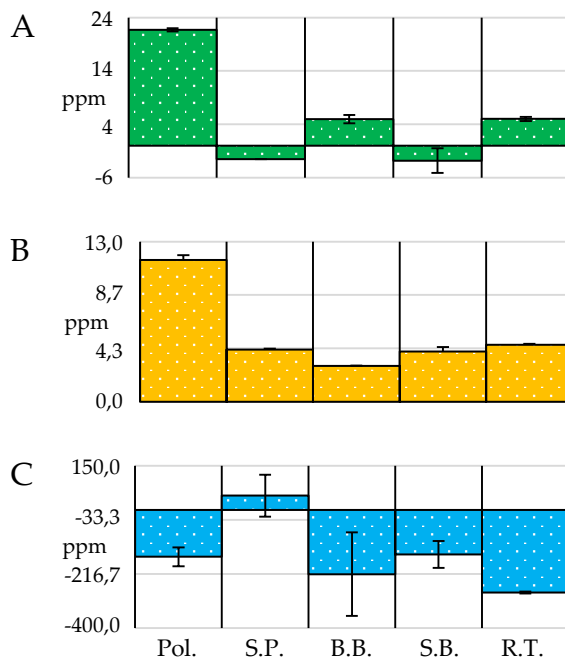 A
24
14
ppm
4
-6
B
13,0
8,7
ppm
4,3
0,0
C
150,0
-33,3
ppm
-216,7
-400,0
Pol. S.P. B.B. S.B. R.T.